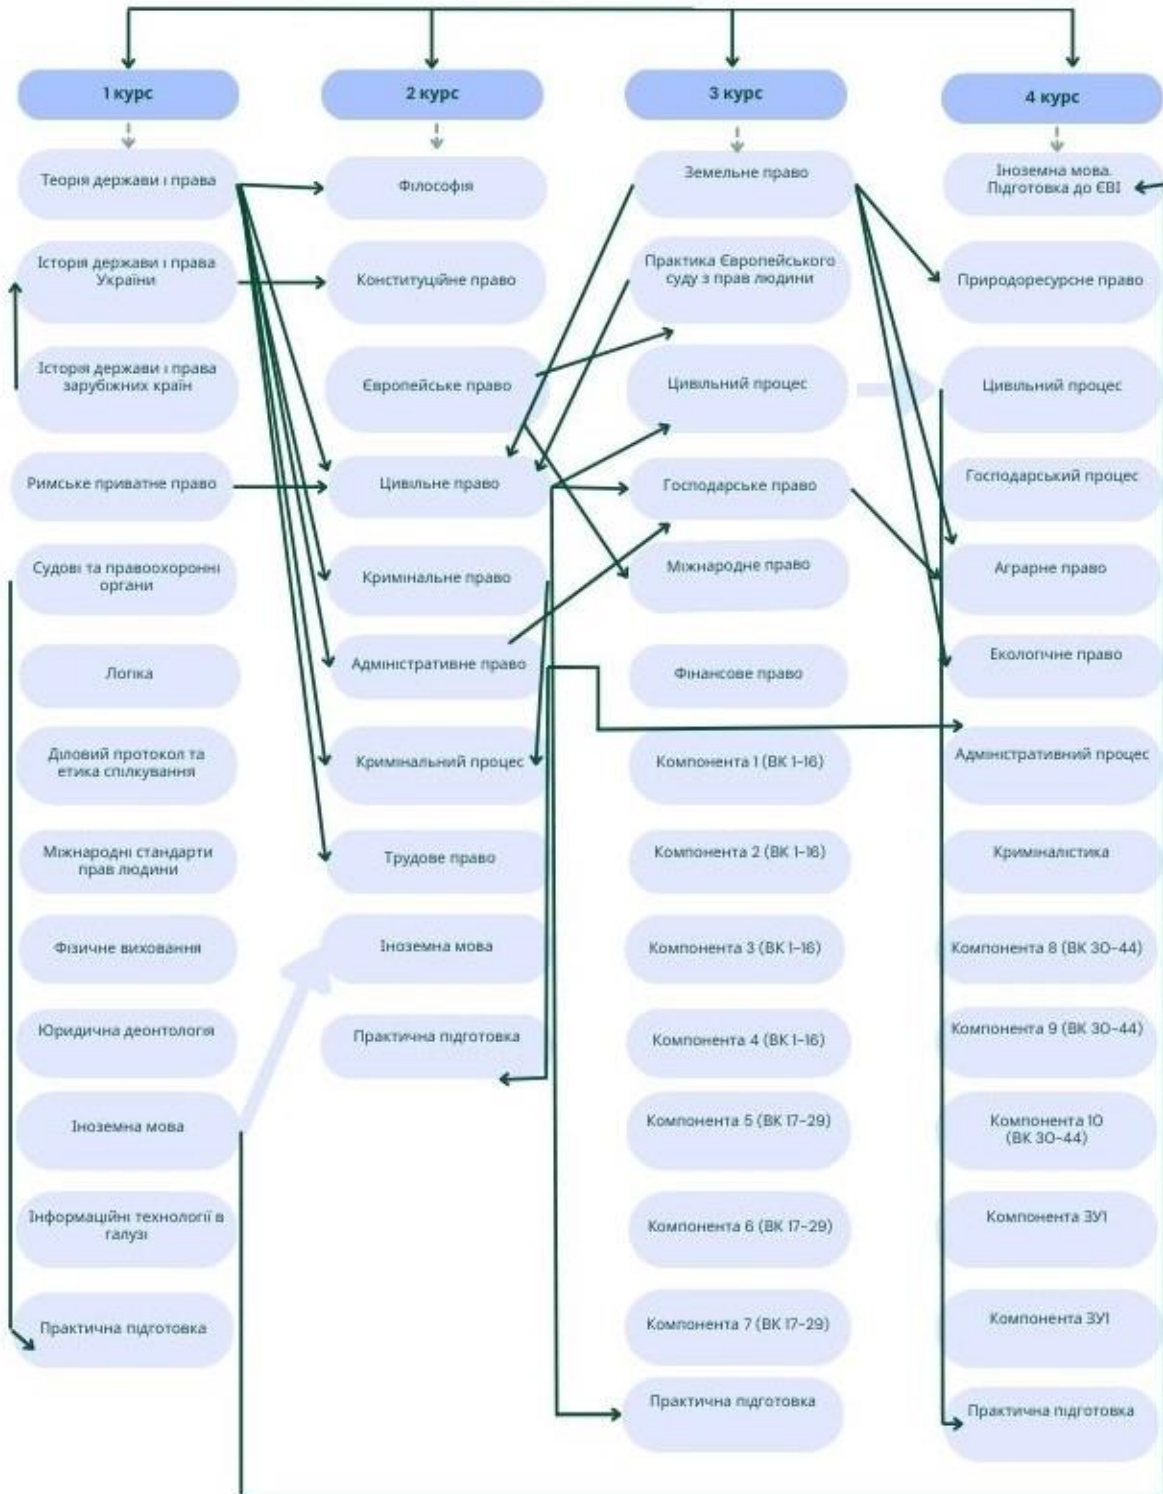 1 курс
Теорія держави і права
Історія держави і права
України
Історія держави і права
зарубіжних країн
Римське приватне право
Судові та правоохоронні
органи
Логіка
Діловий протокол та
етика спілкування
Міжнародні стандарти
прав людини
Фізичне виховання
Юридична деонтологія
Іноземна мова
Інформаційні технології в
галузі
Практична підготовка
2 курс
Філософія
Конституційне право
Європейське право
Цивільне право
Кримінальне право
Адміністративне право
Кримінальний процес
Трудове право
Іноземна мова
Практична підготовка
3 курс
Земельне право
Практика Європейського
суду з прав людини
Цивільний процес
Господарське право
Міжнародне право
Фінансове право
Компонента 1 (ВК 1-16)
Компонента 2 (ВК 1-16)
Компонента 3 (ВК 1-16)
Компонента 4 (ВК 1-16)
Компонента 5 (ВК 17-29)
Компонента 6 (ВК 17-29)
Компонента 7 (ВК 17-29)
Практична підготовка
4 курс
Іноземна мова.
Підготовка до ЄВІ
Природоресурсне право
Цивільний процес
Господарський процес
Аграрне право
Екологічне право
Адміністративний процес
Криміналістика
Компонента 8 (ВК 30-44)
Компонента 9 (ВК 30-44)
Компонента 10
(ВК 30-44)
Компонента ЗУ1
Компонента ЗУ1
Практична підготовка